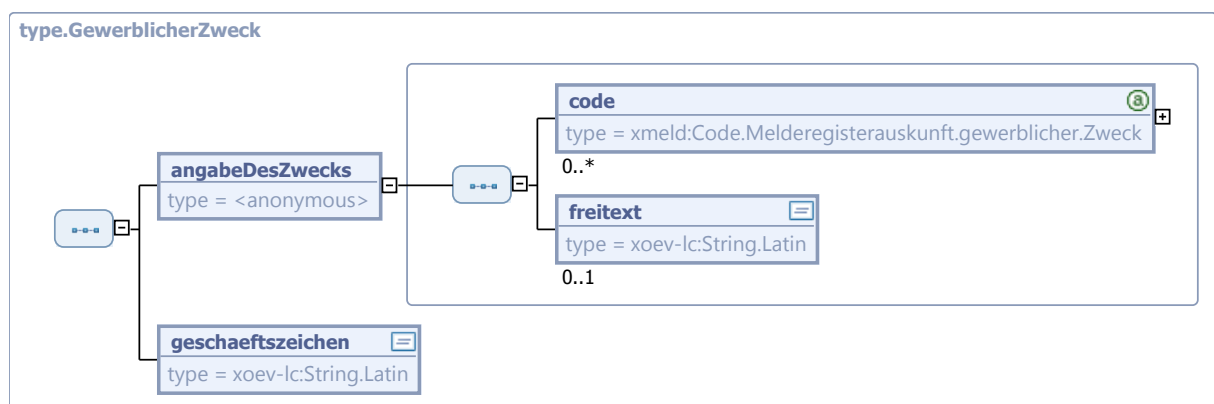 type.GewerblicherZweck
code
type = xmeld:Code.Melderegisterauskunft.gewerblicher.Zweck
0..*
angabeDesZwecks
type = <anonymous>
freitext
type = xoev-lc:String.Latin
0..1
geschaeftszeichen
type = xoev-lc:String.Latin